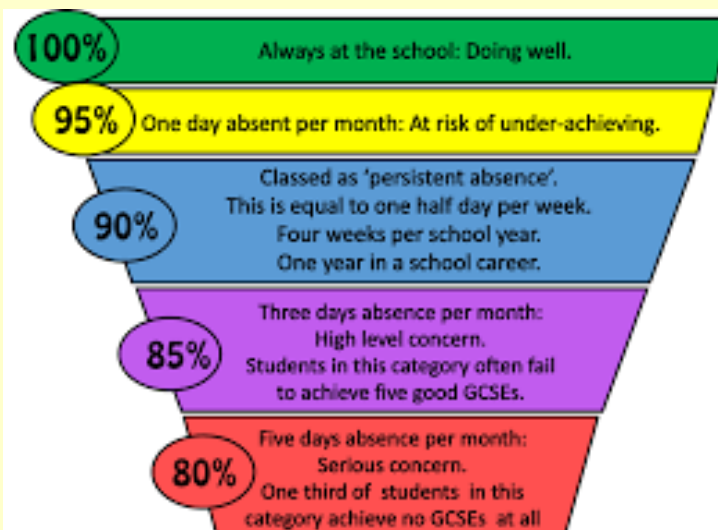 100%
Always at the school: Doing well.
95%
One day absent per month: At risk of under-achieving.
90%
Classed as 'persistent absence'.
This is equal to one half day per week.
Four weeks per school year.
One year in a school career.
85%
Three days absence per month:
High level concern.
Students in this category often fail
to achieve five good GCSEs.
80%
Five days absence per month:
Serious concern.
One third of students in this
category achieve no GCSEs at all